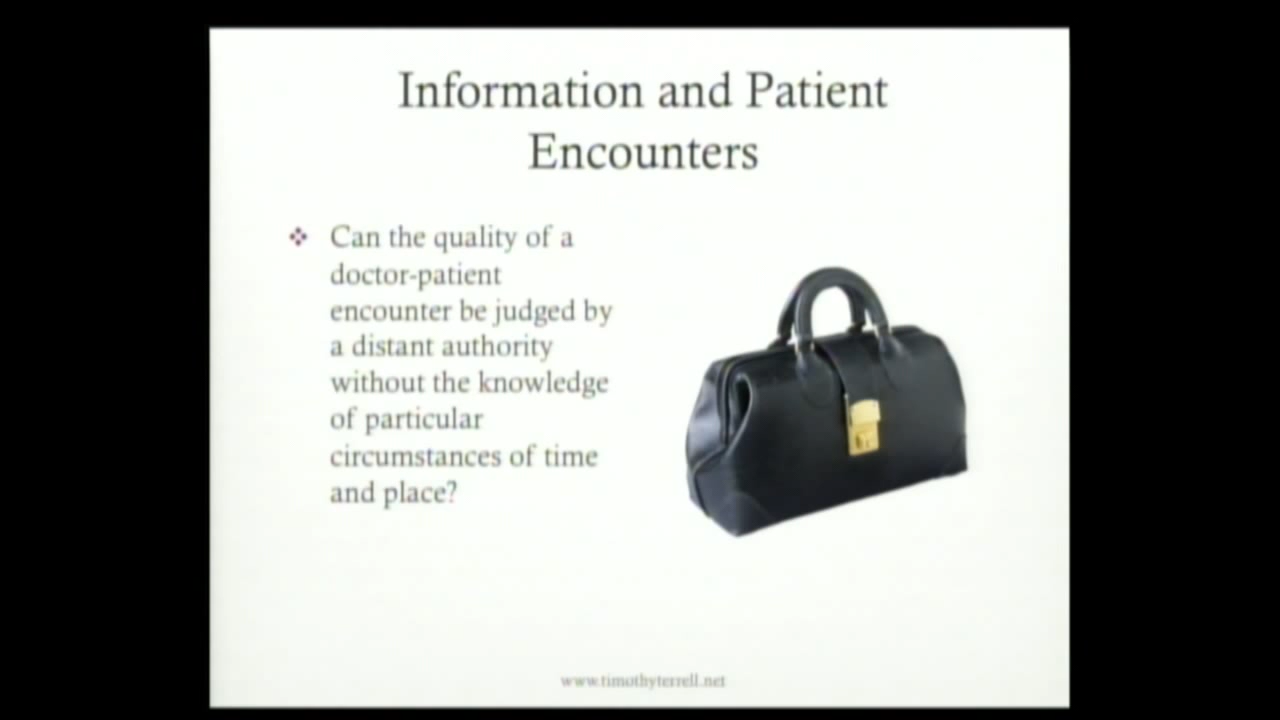 Information and Patient
Encounters
Can the quality of a
doctor-patient
encounter be judged by
a distant authority
without the knowledge
of particular
circumstances of time
and place?
www.timothyterrell.net